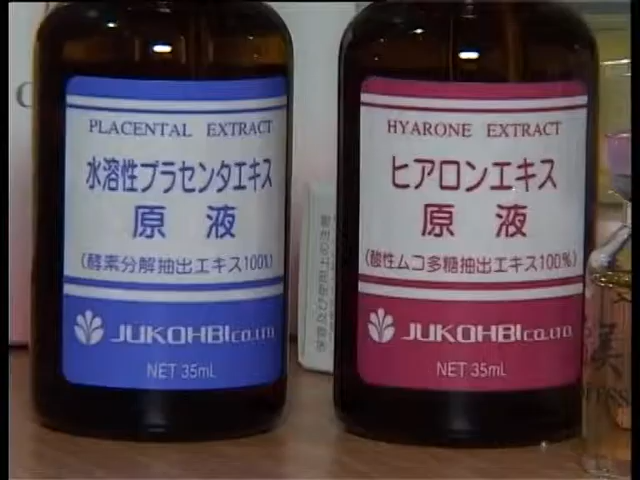 PLACENTAL EXTRACT
水溶性プラセンタエキス
原液
(酵素分解抽出エキス100%)
JUKOHBI CO.LTD.
NET 35mL
HYARONE EXTRACT
ヒアロンエキス
原液
(酸性ムコ多糖抽出エキス100%)
JUKOHBI CO.LTD.
NET 35mL